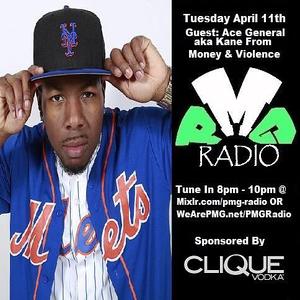 Tuesday April 11th
Guest: Ace General
aka Kane From
Money & Violence
NY
PMG
RADIO
Mets
Tune In 8pm - 10pm @
Mixlr.com/pmg-radio OR
WeArePMG.net/PMGRadio
Sponsored By
CLIQUE
VODKA